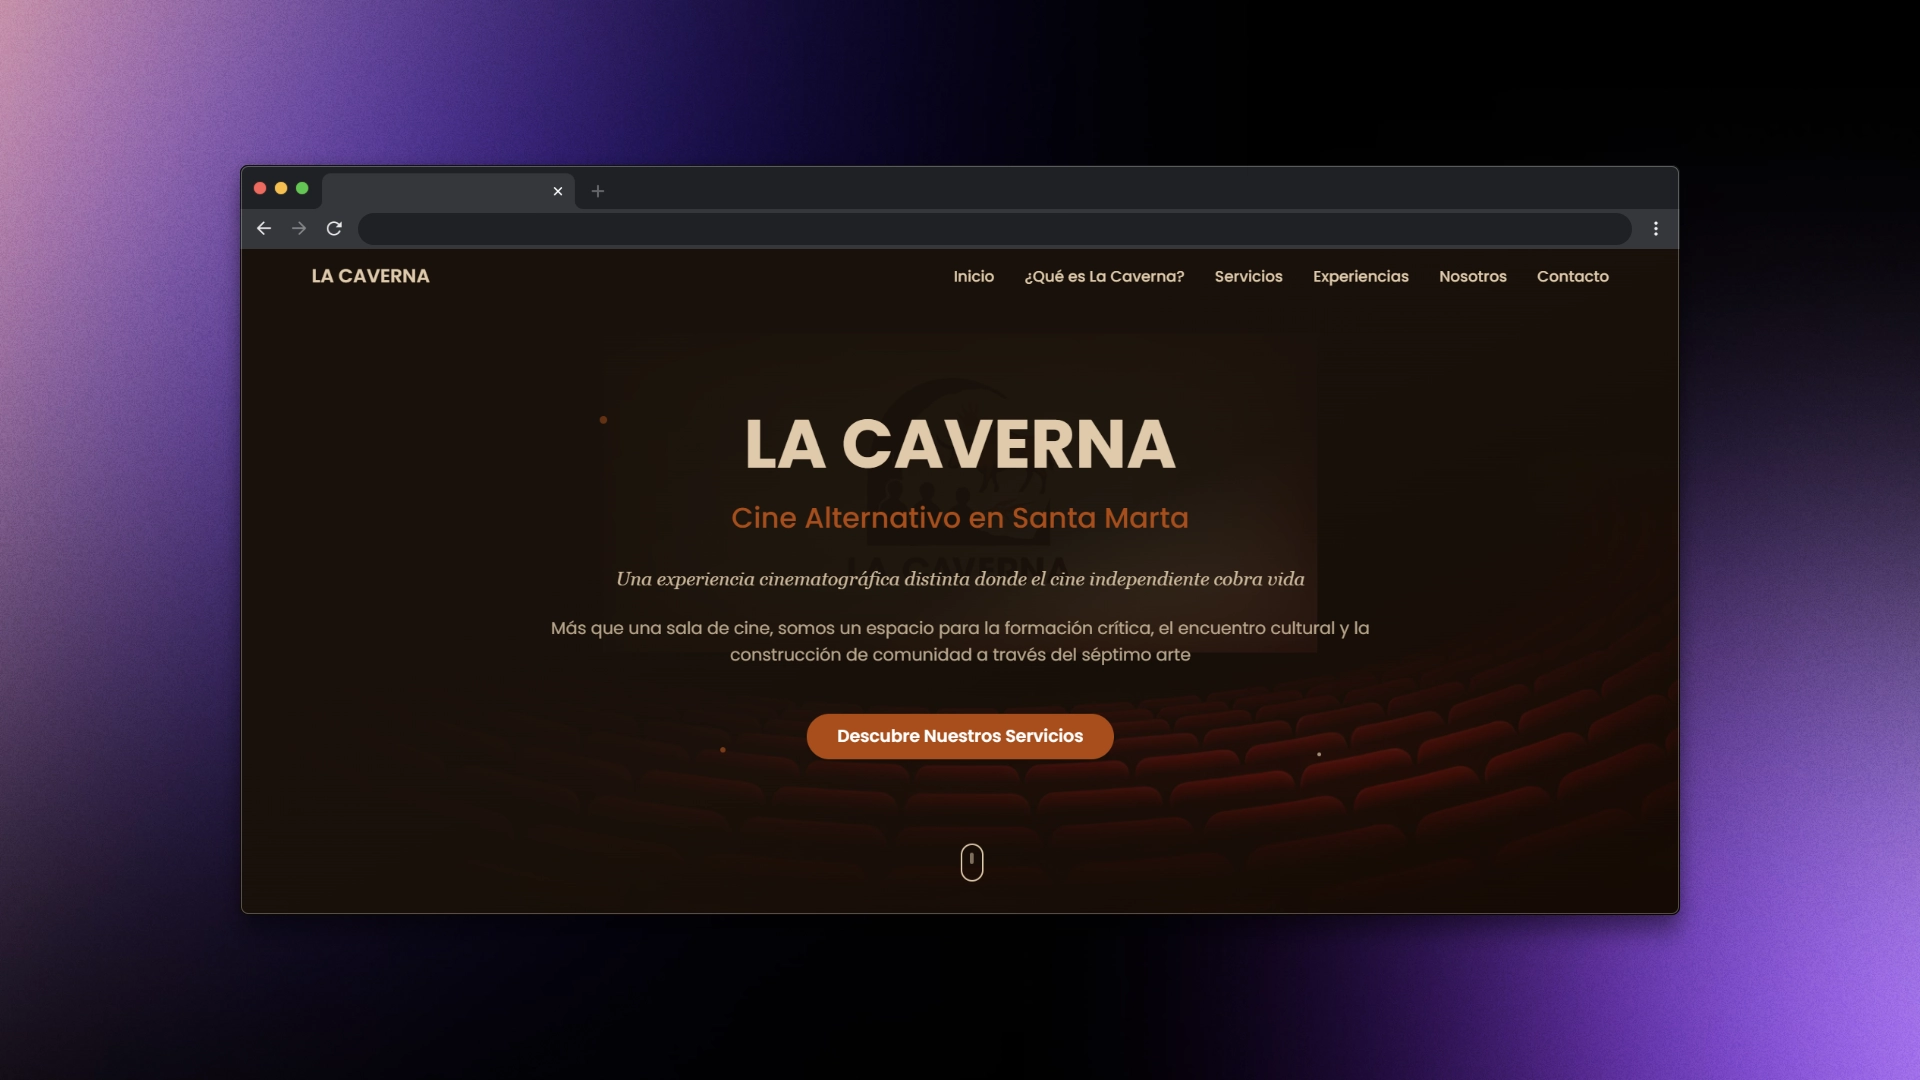 LA CAVERNA
Inicio ¿Qué es La Caverna? Servicios Experiencias Nosotros Contacto
LA CAVERNA
Cine Alternativo en Santa Marta
LA CAVERNA
Una experiencia cinematográfica distinta donde el cine independiente cobra vida
Más que una sala de cine, somos un espacio para la formación crítica, el encuentro cultural y la
construcción de comunidad a través del séptimo arte
Descubre Nuestros Servicios